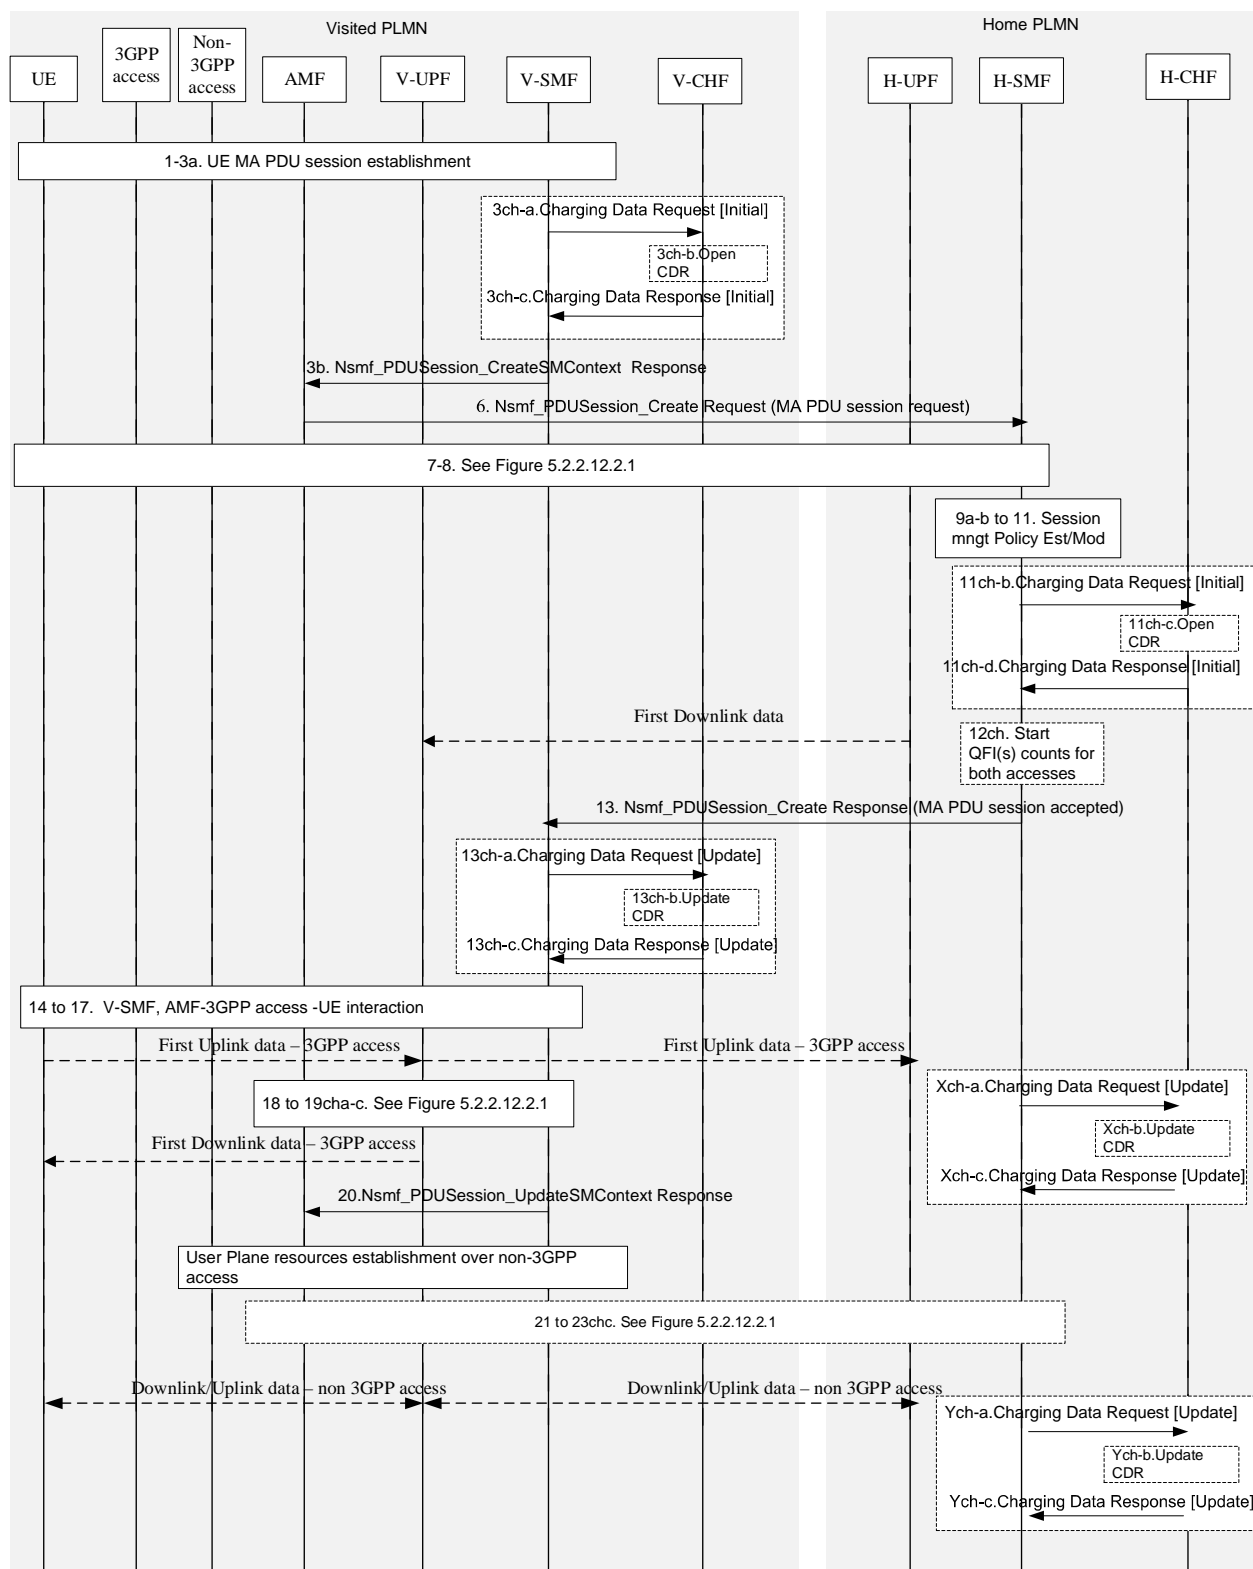 Visited PLMN
Home PLMN
UE
3GPP
access
Non-
3GPP
access
AMF
V-UPF
V-SMF
V-CHF
H-UPF
H-SMF
H-CHF
1-3a. UE MA PDU session establishment
3ch-a.Charging Data Request [Initial]
3ch-b.Open
CDR
3ch-c.Charging Data Response [Initial]
3b. Nsmf_PDUSession_CreateSMContext  Response
6. Nsmf_PDUSession_Create Request (MA PDU session request)
7-8. See Figure 5.2.2.12.2.1
9a-b to 11. Session
mngt Policy Est/Mod
11ch-b.Charging Data Request [Initial]
11ch-c.Open
CDR
11ch-d.Charging Data Response [Initial]
First Downlink data
12ch. Start
QFI(s) counts for
both accesses
13. Nsmf_PDUSession_Create Response (MA PDU session accepted)
13ch-a.Charging Data Request [Update]
13ch-b.Update
CDR
13ch-c.Charging Data Response [Update]
14 to 17.  V-SMF, AMF-3GPP access -UE interaction
First Uplink data – 3GPP access
First Uplink data – 3GPP access
Xch-a.Charging Data Request [Update]
18 to 19cha-c. See Figure 5.2.2.12.2.1
Xch-b.Update
CDR
First Downlink data – 3GPP access
Xch-c.Charging Data Response [Update]
20.Nsmf_PDUSession_UpdateSMContext Response
User Plane resources establishment over non-3GPP
access
21 to 23chc. See Figure 5.2.2.12.2.1
Downlink/Uplink data – non 3GPP access
Downlink/Uplink data – non 3GPP access
Ych-a.Charging Data Request [Update]
Ych-b.Update
CDR
Ych-c.Charging Data Response [Update]